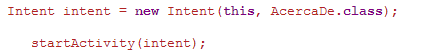 Intent intent = new Intent(this, AcercaDe.class);
startActivity(intent);